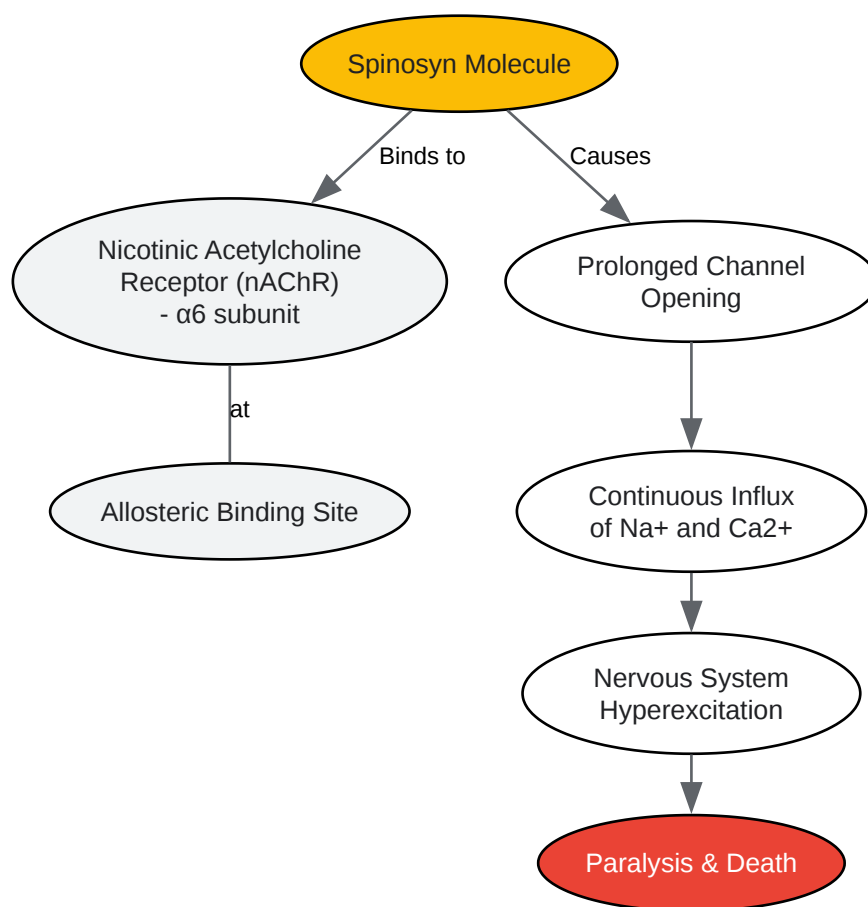 Spinosyn Molecule
Binds to
Causes
Nicotinic Acetylcholine
Receptor (nAChR)
- α6 subunit
Prolonged Channel
Opening
at
Allosteric Binding Site
Continuous Influx
of Na+ and Ca2+
Nervous System
Hyperexcitation
Paralysis & Death